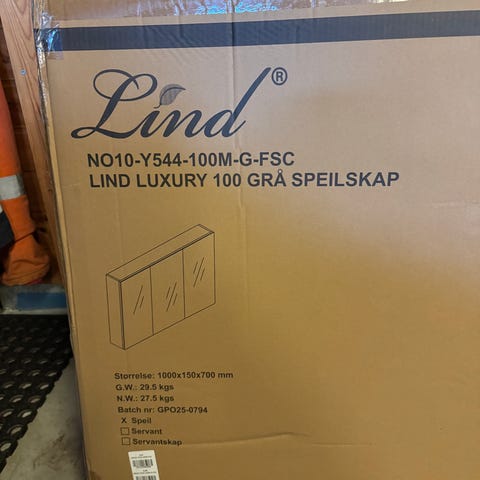 Lind®
NO10-Y544-100M-G-FSC
LIND LUXURY 100 GRÅ SPEILSKAP
Størrelse: 1000x150x700 mm
G.W.: 29.5 kgs
N.W.: 27.5 kgs
Batch nr: GPO25-0794
X Speil
Servant
Servantskap